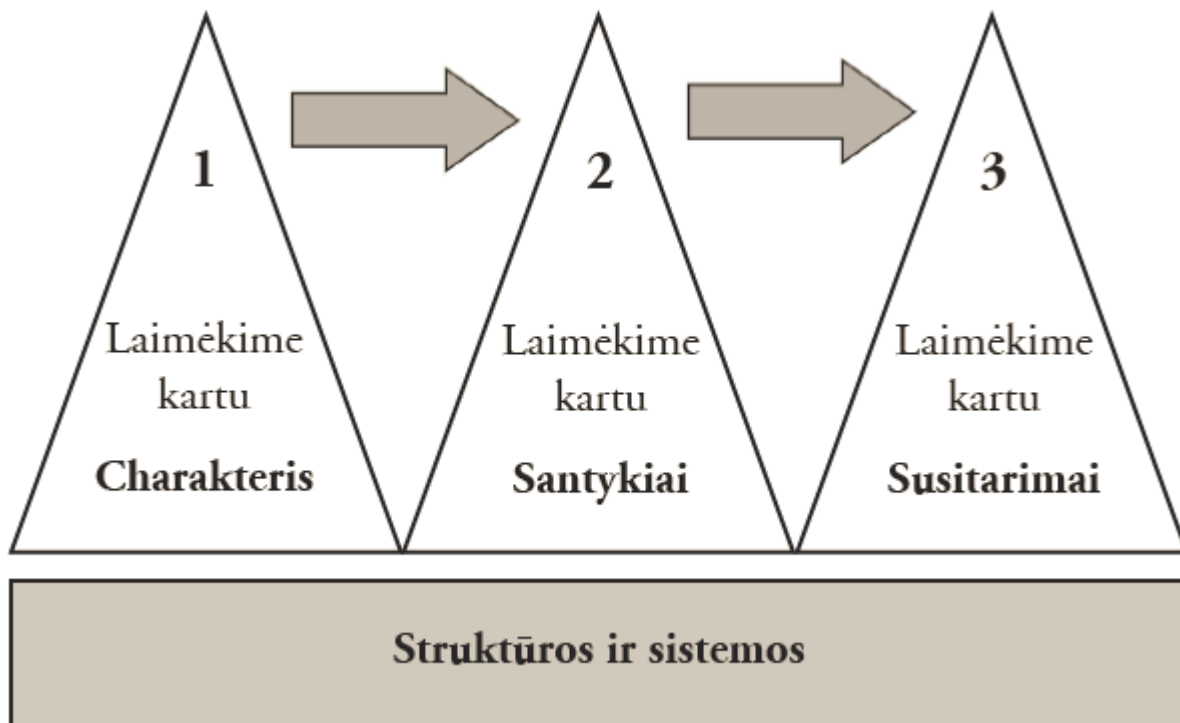 1
Laimėkime
kartu
Charakteris
2
Laimėkime
kartu
Santykiai
3
Laimėkime
kartu
Susitarimai
Struktūros ir sistemos